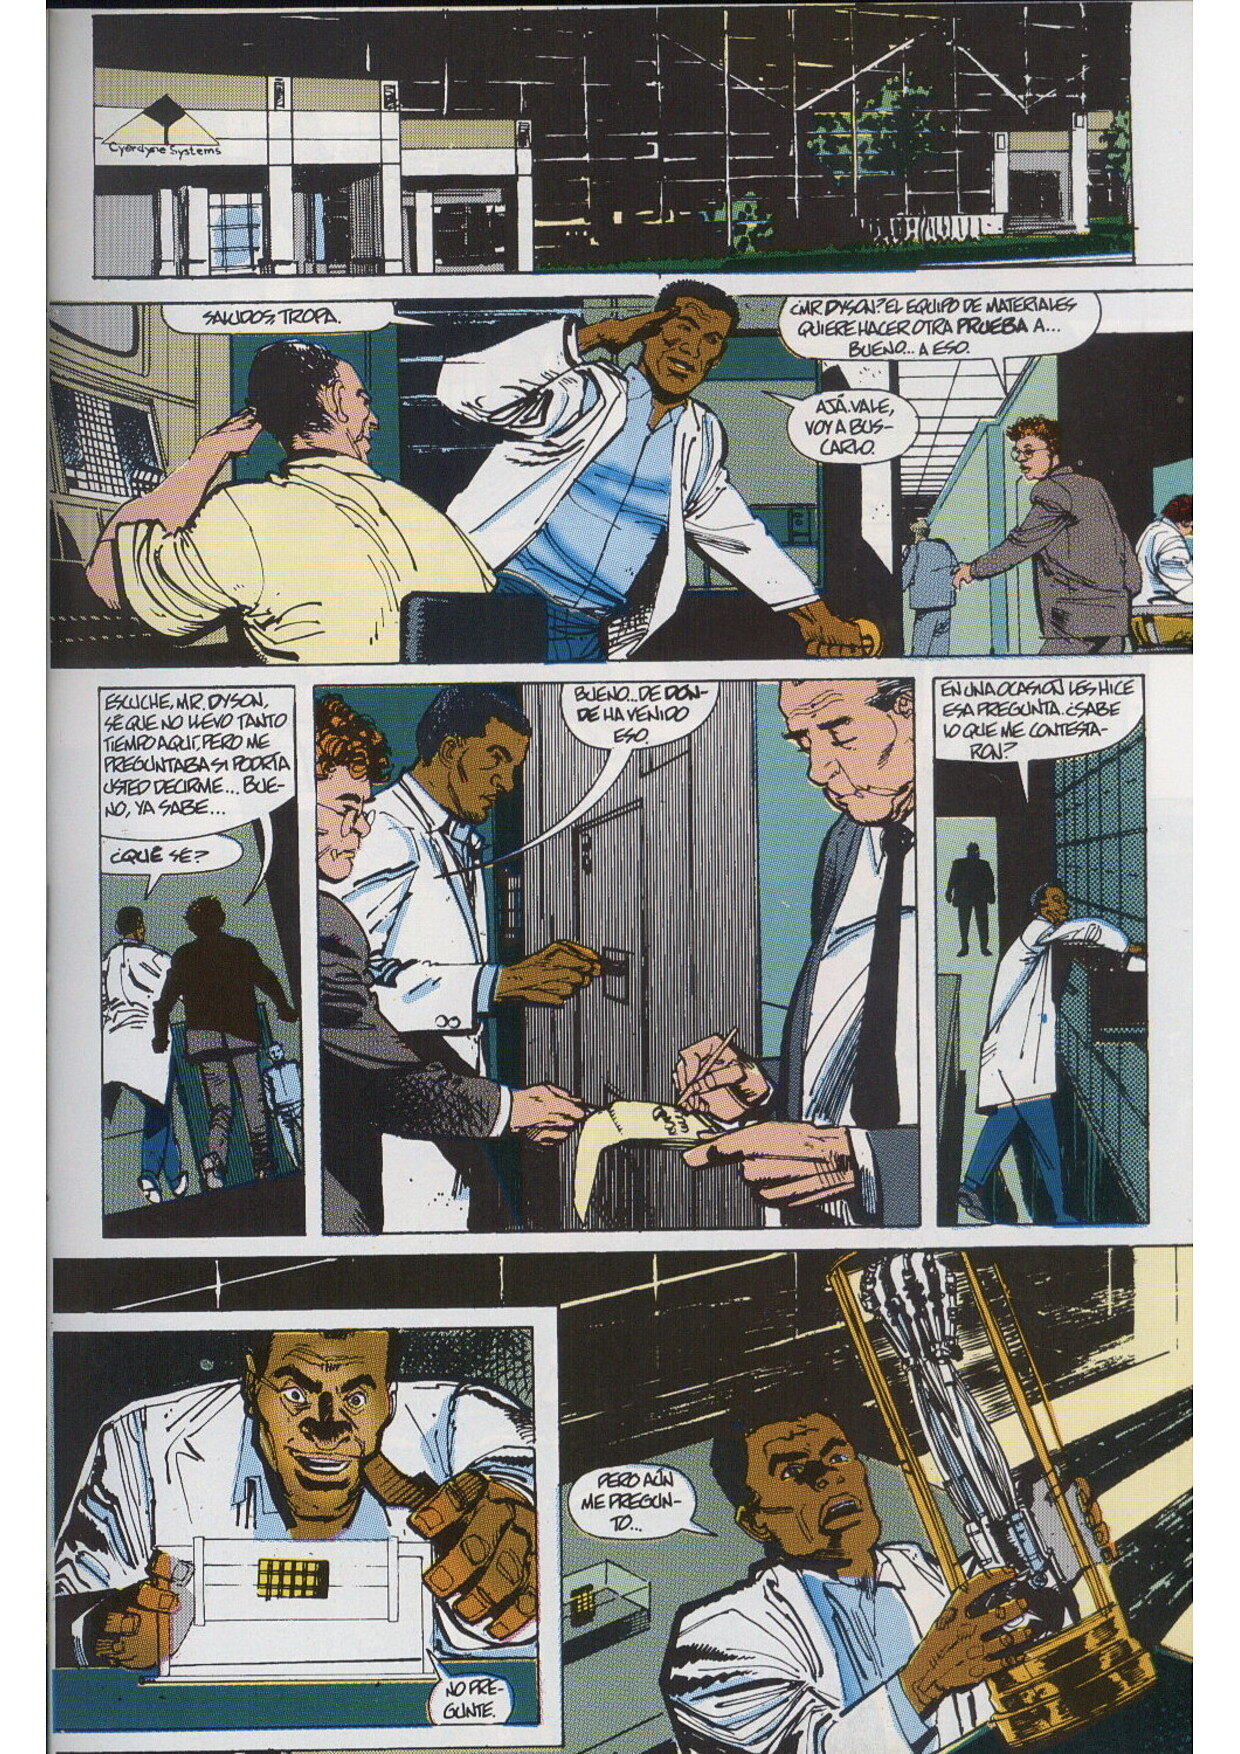 Cyerdyne Systems
SALUDOS, TROPA.
¿MR. DYSON? EL EQUIPO DE MATERIALES
QUIERE HACER OTRA PRUEBA A...
BUENO... A ESO.
AJÁ. VALE,
VOY A BUS-
CARLO.
ESCUCHE, MR. DYSON,
SÉ QUE NO LLEVO TANTO
TIEMPO AQUÍ, PERO ME
PREGUNTABA SI PODRÍA
USTED DECIRME... BUE-
NO, YA SABE...
¿QUÉ SÉ?
BUENO... DE DÓN-
DE HA VENIDO
ESO.
EN UNA OCASIÓN LES HICE
ESA PREGUNTA. ¿SABE
LO QUE ME CONTESTA-
RON?
NO PRE-
GUNTE.
PERO AÚN
ME PREGUN-
TO...